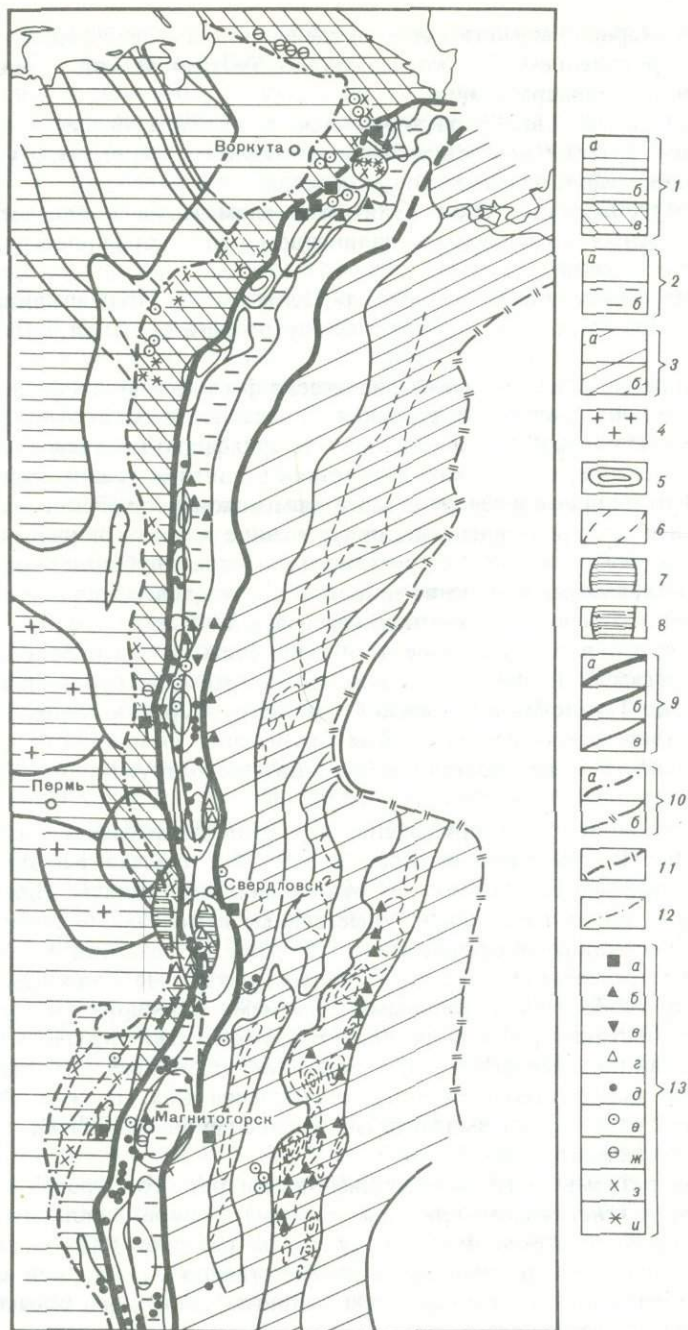 Воркута
Пермь
Свердловск
Магнитогорск
а
б
в
1
а
б
2
а
б
3
4
5
6
7
8
а
б
в
9
а
б
10
11
12
а
б
в
г
д
е
ж
з
и
13